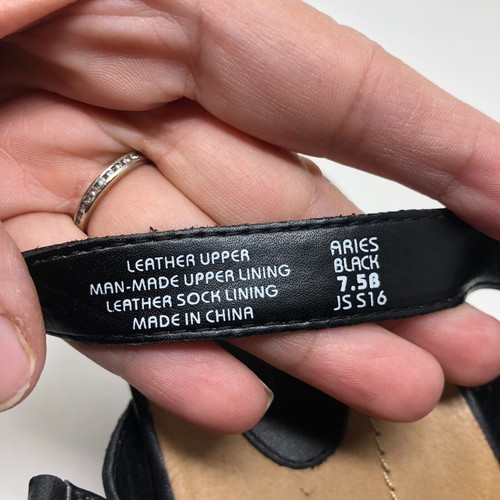 LEATHER UPPER
MAN-MADE UPPER LINING
LEATHER SOCK LINING
MADE IN CHINA
ARIES
BLACK
7.5B
JS S16